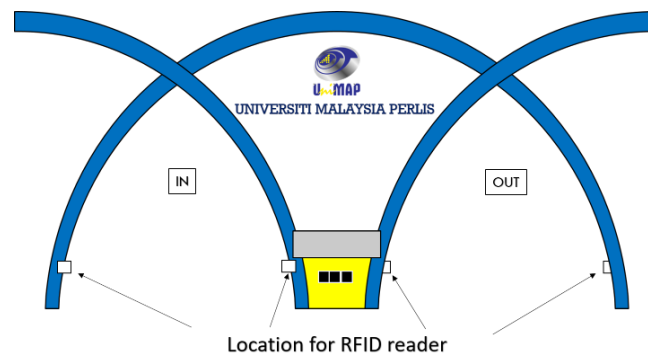 UniMAP
UNIVERSITI MALAYSIA PERLIS
IN
OUT
Location for RFID reader